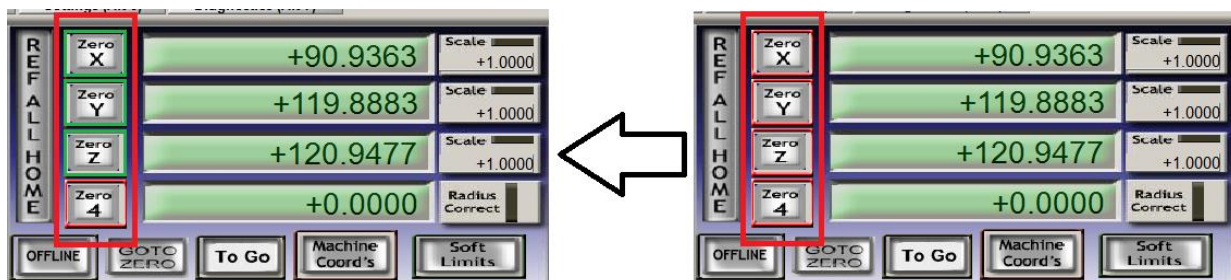 REF ALL HOME
Zero X
+90.9363
Scale
+1.0000
Zero Y
+119.8883
Scale
+1.0000
Zero Z
+120.9477
Scale
+1.0000
Zero 4
+0.0000
Radius Correct
OFFLINE
GOTO ZERO
To Go
Machine Coord's
Soft Limits
REF ALL HOME
Zero X
+90.9363
Scale
+1.0000
Zero Y
+119.8883
Scale
+1.0000
Zero Z
+120.9477
Scale
+1.0000
Zero 4
+0.0000
Radius Correct
OFFLINE
GOTO ZERO
To Go
Machine Coord's
Soft Limits